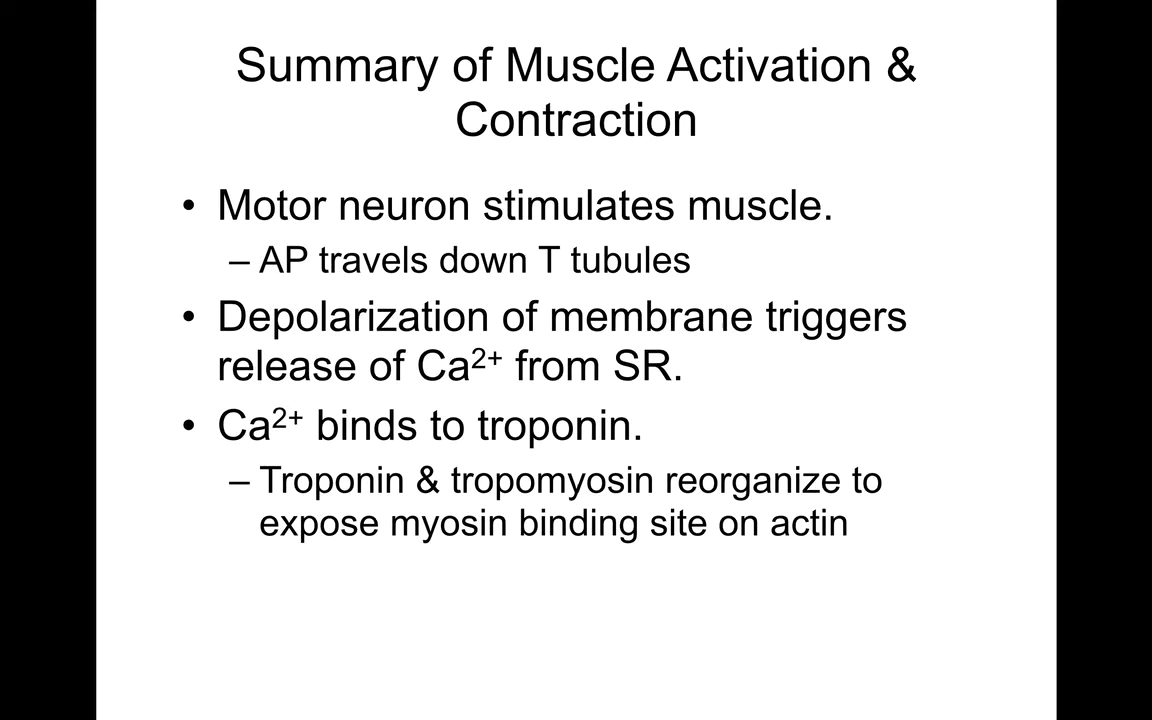 Summary of Muscle Activation &
Contraction
• Motor neuron stimulates muscle.
– AP travels down T tubules
• Depolarization of membrane triggers
release of Ca²⁺ from SR.
• Ca²⁺ binds to troponin.
– Troponin & tropomyosin reorganize to
expose myosin binding site on actin